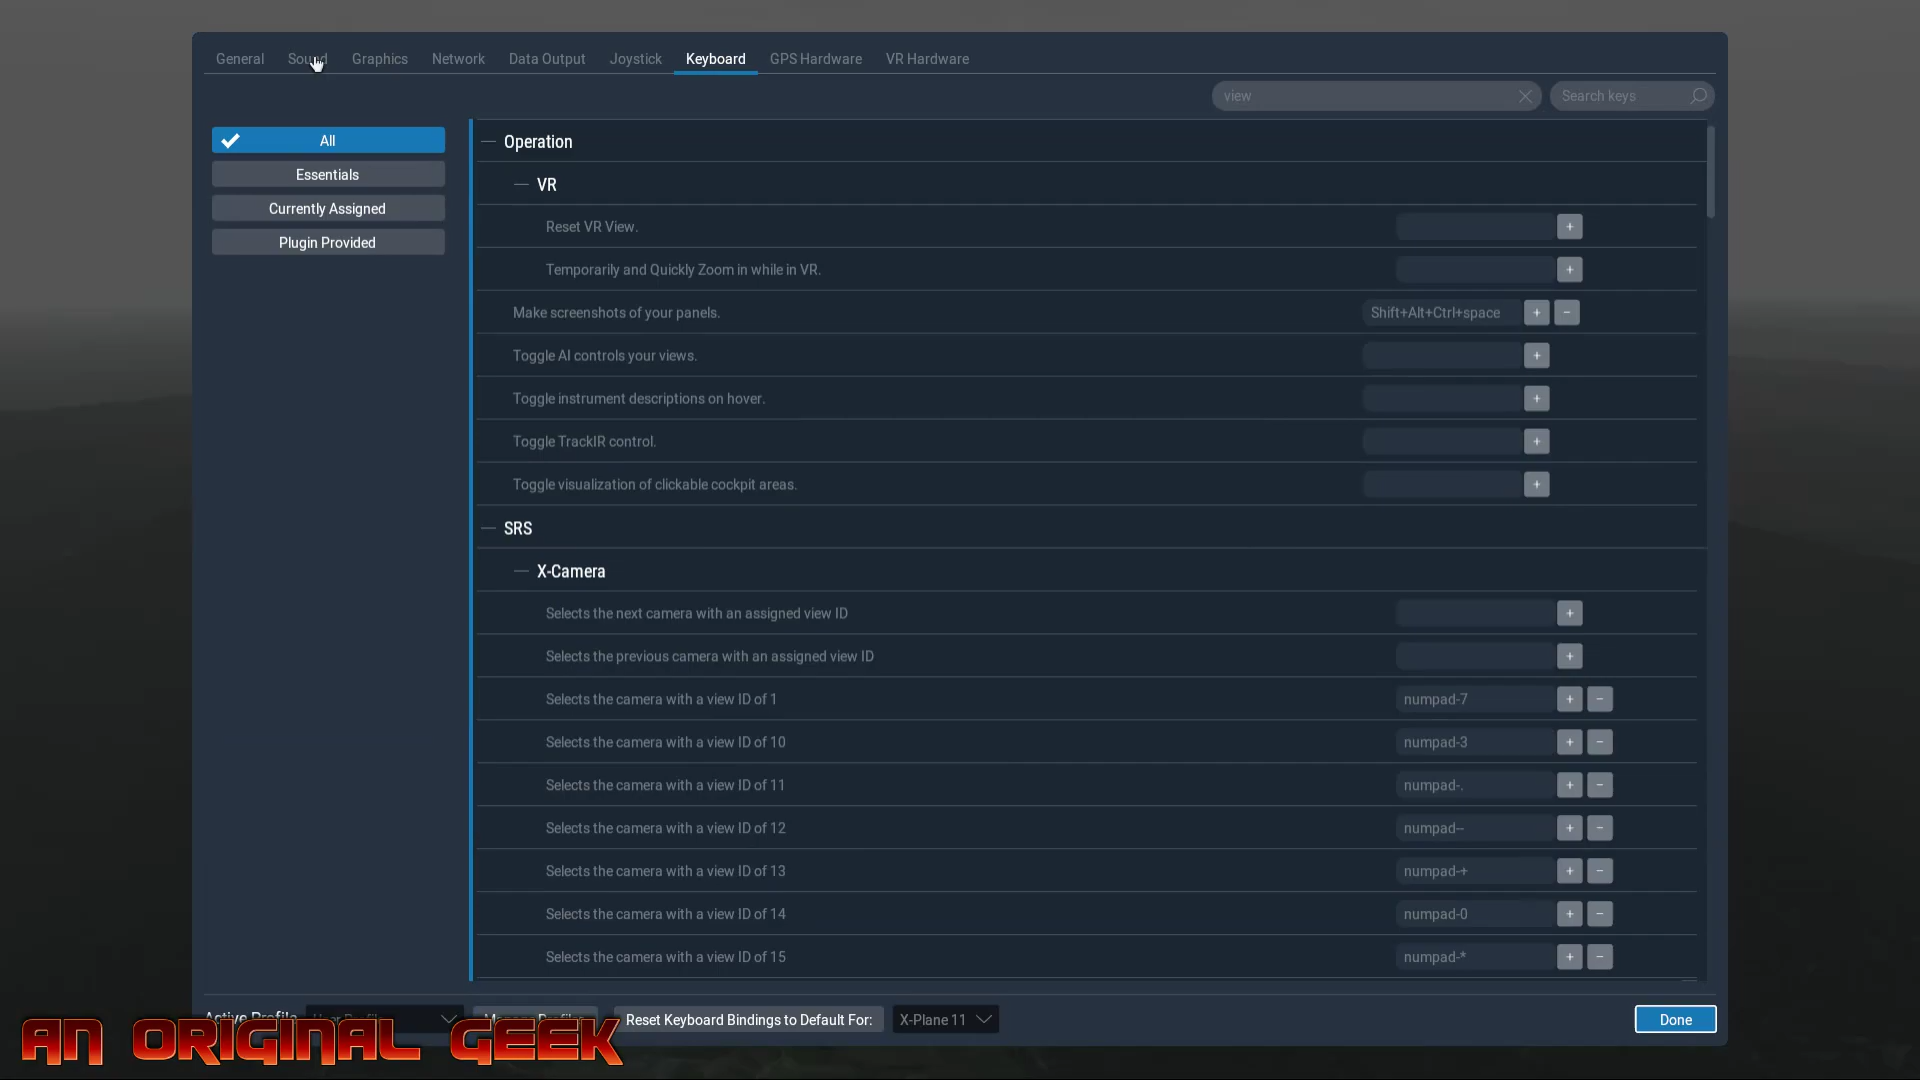 General Sound Graphics Network Data Output Joystick Keyboard GPS Hardware VR Hardware
view Search keys
All
Essentials
Currently Assigned
Plugin Provided
Operation
VR
Reset VR View. +
Temporarily and Quickly Zoom in while in VR. +
Make screenshots of your panels. Shift+Alt+Ctrl+space + -
Toggle AI controls your views. +
Toggle instrument descriptions on hover. +
Toggle TrackIR control. +
Toggle visualization of clickable cockpit areas. +
SRS
X-Camera
Selects the next camera with an assigned view ID +
Selects the previous camera with an assigned view ID +
Selects the camera with a view ID of 1 numpad-7 + -
Selects the camera with a view ID of 10 numpad-3 + -
Selects the camera with a view ID of 11 numpad-. + -
Selects the camera with a view ID of 12 numpad-- + -
Selects the camera with a view ID of 13 numpad-+ + -
Selects the camera with a view ID of 14 numpad-0 + -
Selects the camera with a view ID of 15 numpad-* + -
Active Profile Reset Keyboard Bindings to Default For: X-Plane 11 Done
AN ORIGINAL GEEK